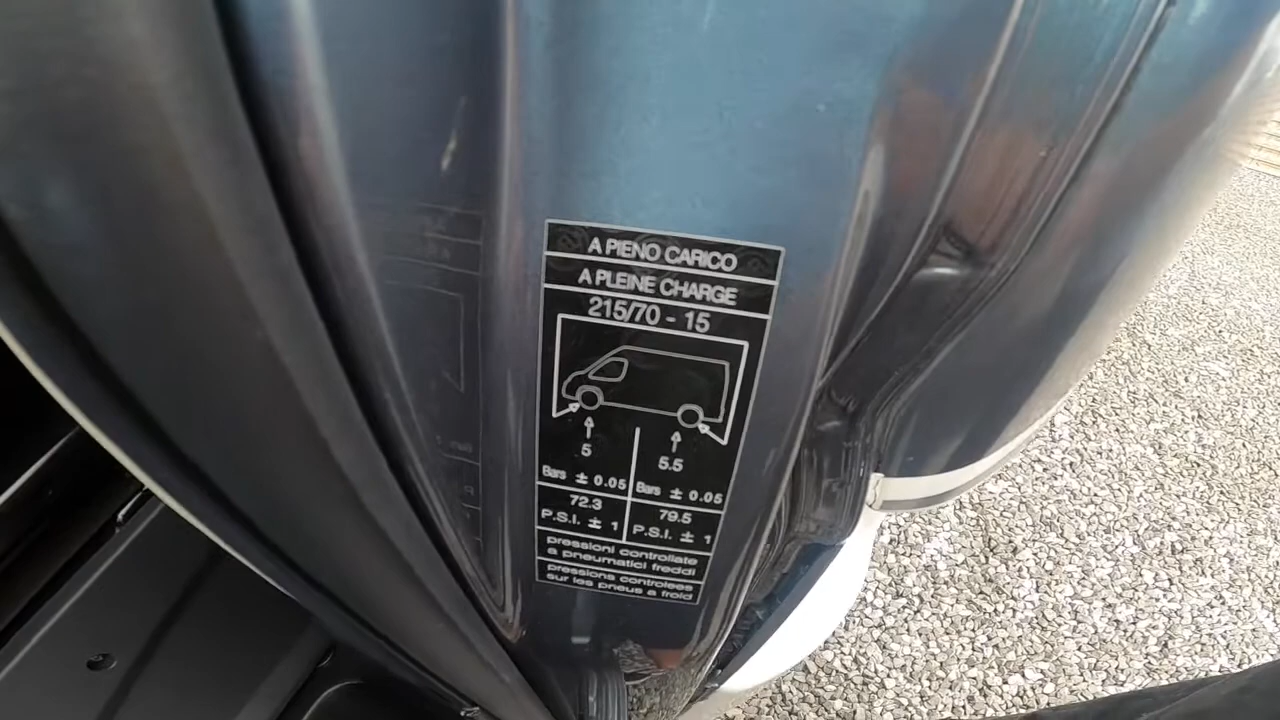 A PIENO CARICO
A PLEINE CHARGE
215/70 - 15
5
5.5
Bars ± 0.05
Bars ± 0.05
72.3
79.5
P.S.I. ± 1
P.S.I. ± 1
pressioni controllate
a pneumatici freddi
pressions controlees
sur les pneus a froid